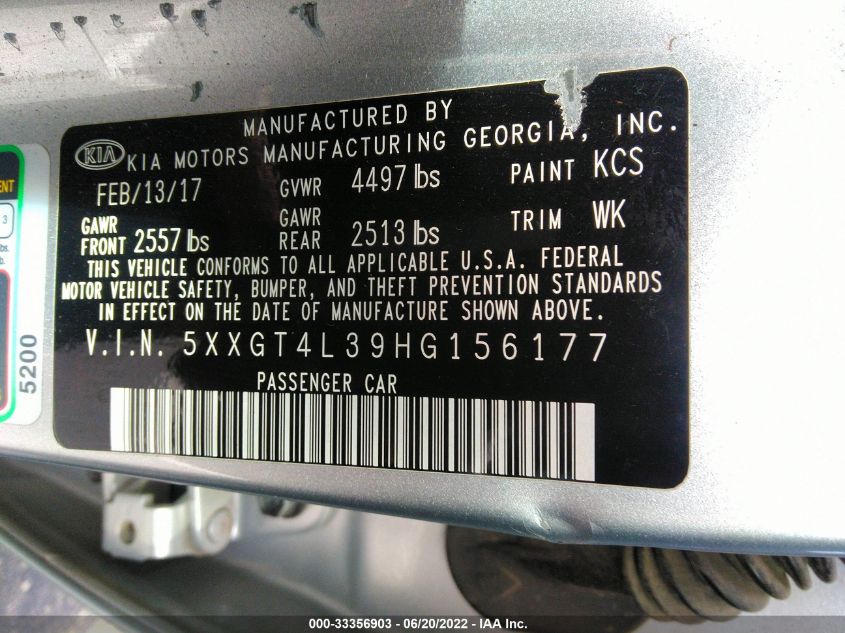 MANUFACTURED BY
KIA KIA MOTORS MANUFACTURING GEORGIA, INC.
FEB/13/17 GVWR 4497 lbs PAINT KCS
GAWR FRONT 2557 lbs GAWR REAR 2513 lbs TRIM WK
THIS VEHICLE CONFORMS TO ALL APPLICABLE U.S.A. FEDERAL
MOTOR VEHICLE SAFETY, BUMPER, AND THEFT PREVENTION STANDARDS
IN EFFECT ON THE DATE OF MANUFACTURE SHOWN ABOVE.
V.I.N. 5XXGT4L39HG156177
PASSENGER CAR
3
5200
000-33356903 - 06/20/2022 - IAA Inc.